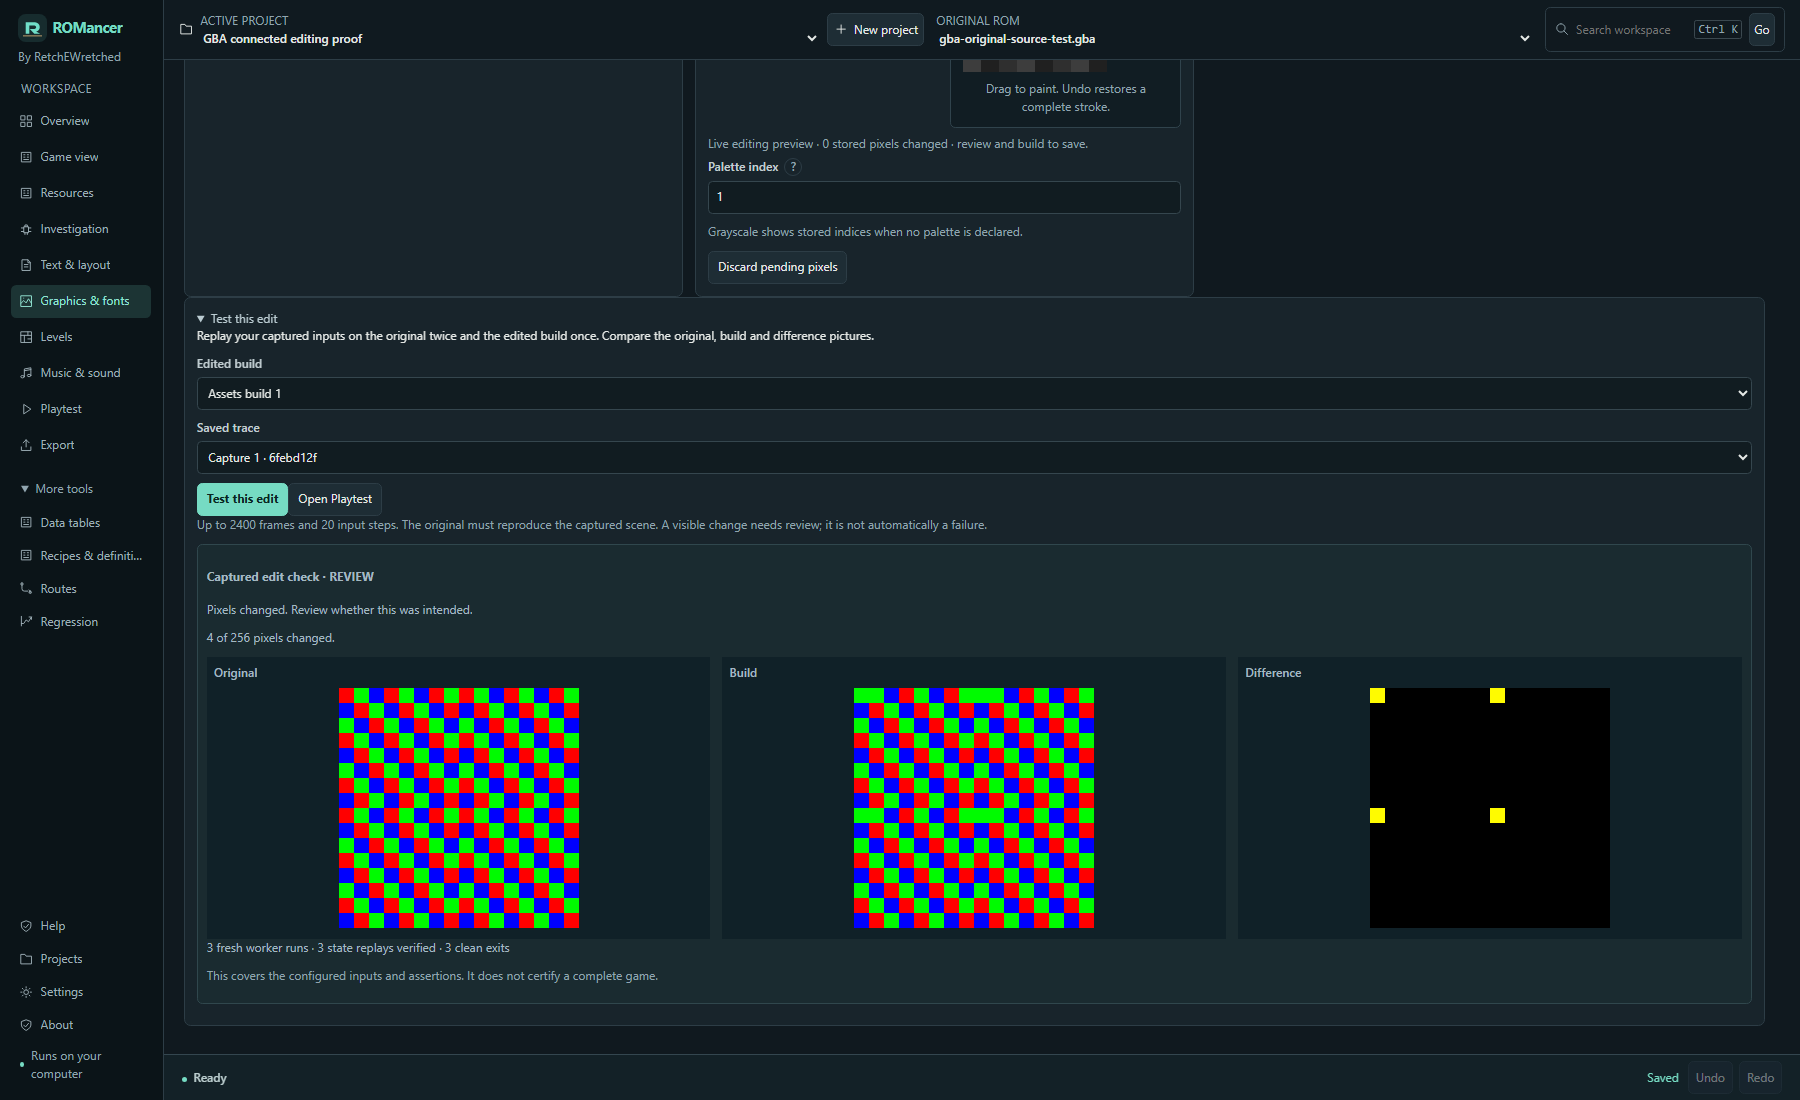 ROMancer
By RetchEWretched
WORKSPACE
Overview
Game view
Resources
Investigation
Text & layout
Graphics & fonts
Levels
Music & sound
Playtest
Export
More tools
Data tables
Recipes & definiti...
Routes
Regression
Help
Projects
Settings
About
Runs on your
computer
ACTIVE PROJECT
GBA connected editing proof
New project
ORIGINAL ROM
gba-original-source-test.gba
Search workspace
Ctrl K
Go
Drag to paint. Undo restores a
complete stroke.
Live editing preview · 0 stored pixels changed · review and build to save.
Palette index ?
1
Grayscale shows stored indices when no palette is declared.
Discard pending pixels
Test this edit
Replay your captured inputs on the original twice and the edited build once. Compare the original, build and difference pictures.
Edited build
Assets build 1
Saved trace
Capture 1 · 6febd12f
Test this edit
Open Playtest
Up to 2400 frames and 20 input steps. The original must reproduce the captured scene. A visible change needs review; it is not automatically a failure.
Captured edit check · REVIEW
Pixels changed. Review whether this was intended.
4 of 256 pixels changed.
Original
Build
Difference
3 fresh worker runs · 3 state replays verified · 3 clean exits
This covers the configured inputs and assertions. It does not certify a complete game.
Ready
Saved
Undo
Redo